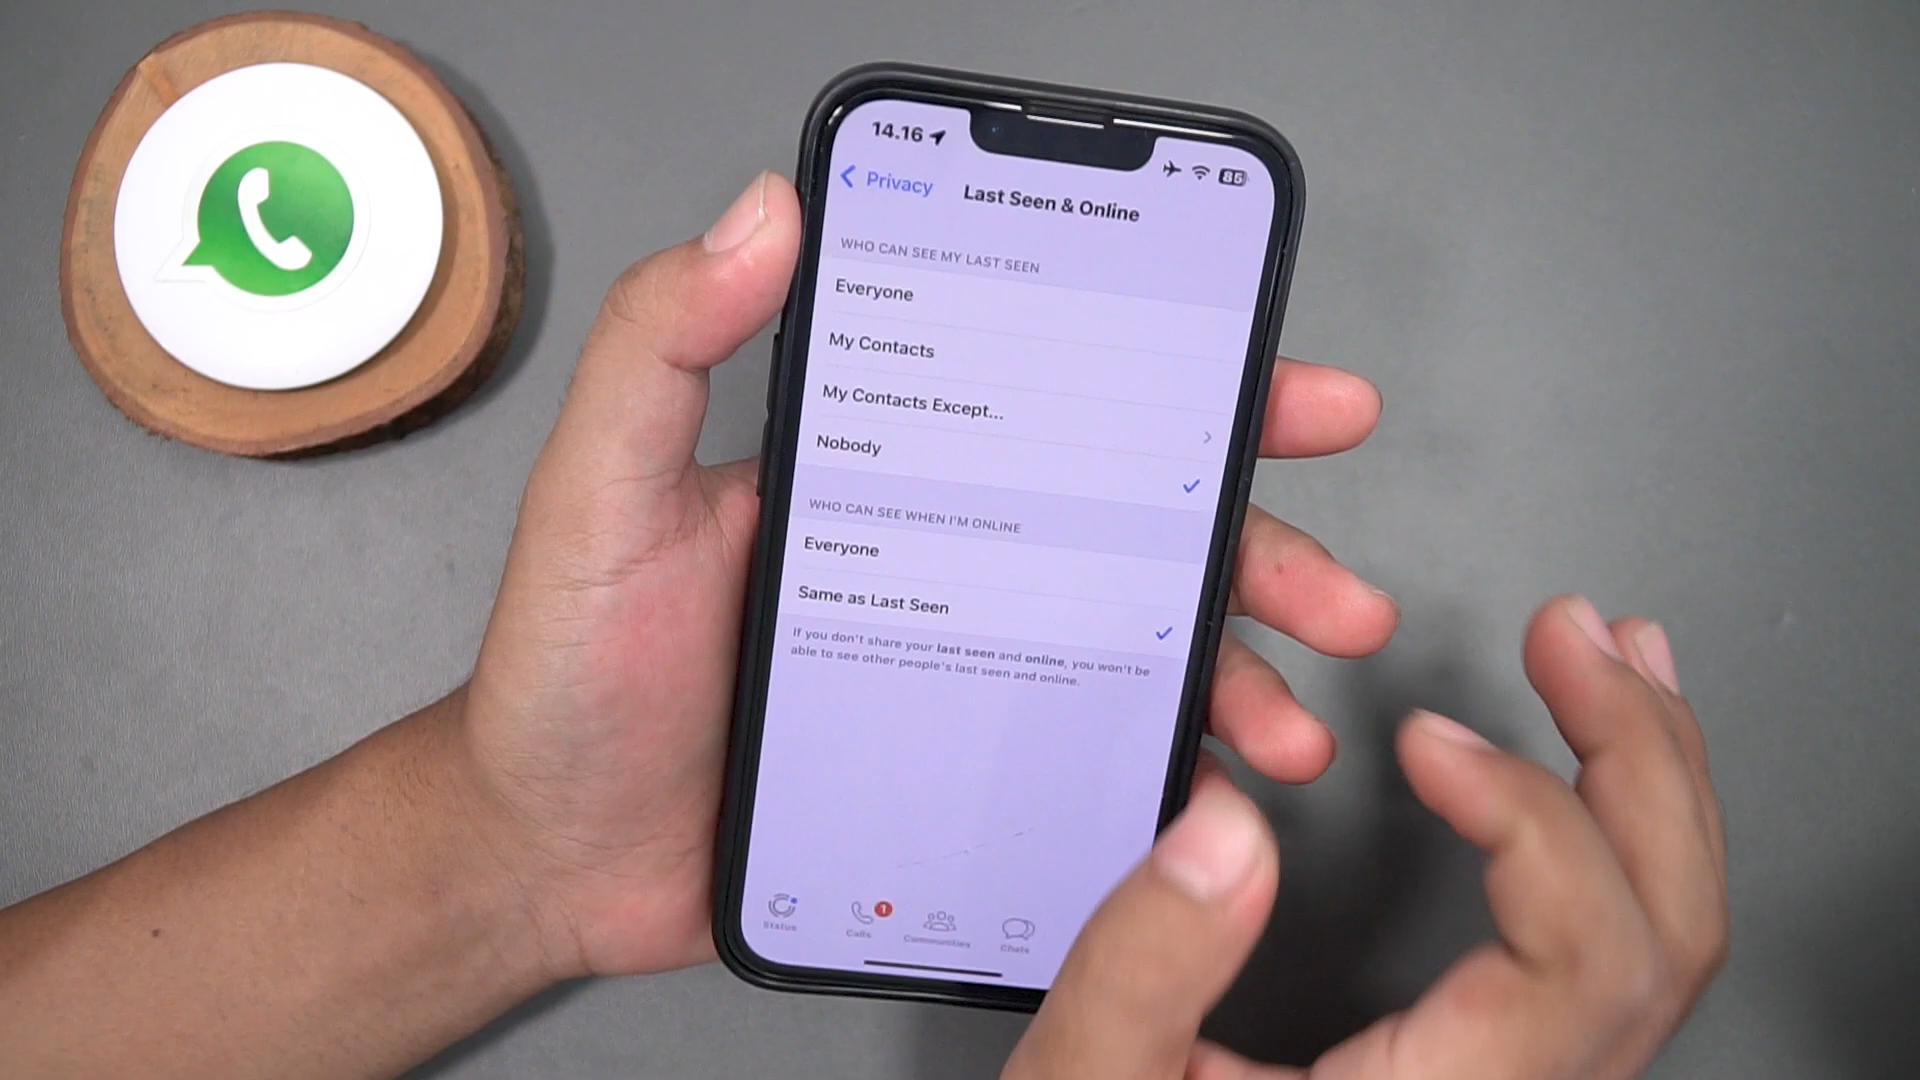 14.16
85
Privacy
Last Seen & Online
WHO CAN SEE MY LAST SEEN
Everyone
My Contacts
My Contacts Except...
Nobody
WHO CAN SEE WHEN I'M ONLINE
Everyone
Same as Last Seen
If you don't share your last seen and online, you won't be
able to see other people's last seen and online.
1
Status
Calls
Communities
Chats